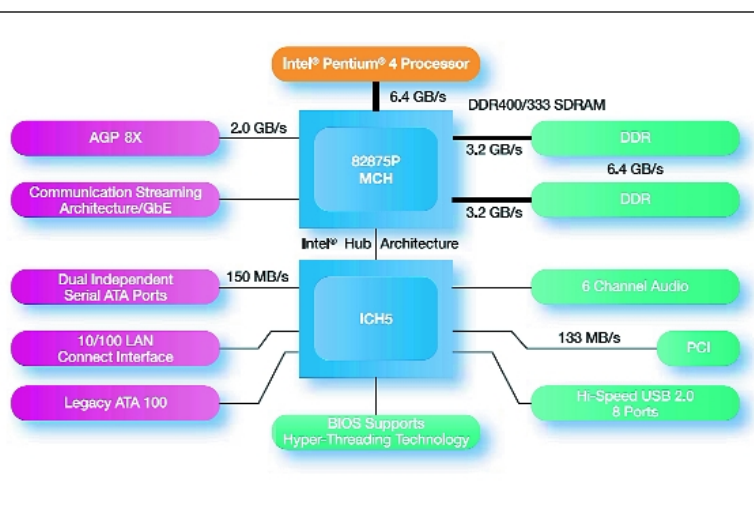 Intel® Pentium® 4 Processor
6.4 GB/s
DDR400/333 SDRAM
AGP 8X
2.0 GB/s
82875P
MCH
3.2 GB/s
DDR
6.4 GB/s
Communication Streaming
Architecture/GbE
3.2 GB/s
DDR
Intel® Hub Architecture
Dual Independent
Serial ATA Ports
150 MB/s
ICH5
6 Channel Audio
10/100 LAN
Connect Interface
133 MB/s
PCI
Legacy ATA 100
Hi-Speed USB 2.0
8 Ports
BIOS Supports
Hyper-Threading Technology